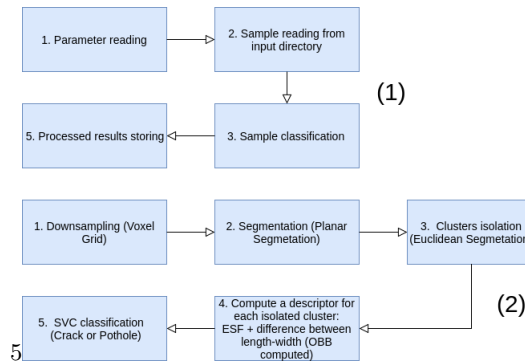 1. Parameter reading
2. Sample reading from
input directory
(1)
5. Processed results storing
3. Sample classification
1. Downsampling (Voxel
Grid)
2. Segmentation (Planar
Segmetation)
3. Clusters isolation
(Euclidean Segmetation)
(2)
5. SVC classification
(Crack or Pothole)
4. Compute a descriptor for
each isolated cluster:
ESF + difference between
length-width (OBB
computed)
5